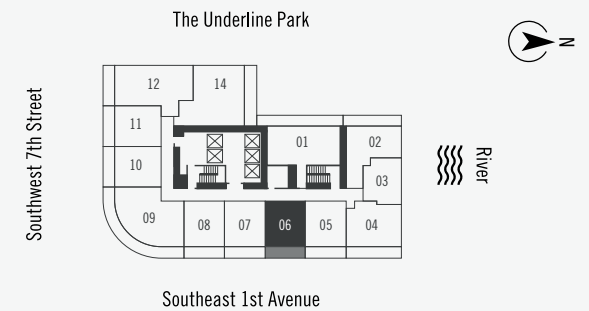 The Underline Park
N
Southwest 7th Street
12
14
11
01
02
10
03
09
08
07
06
05
04
River
Southeast 1st Avenue